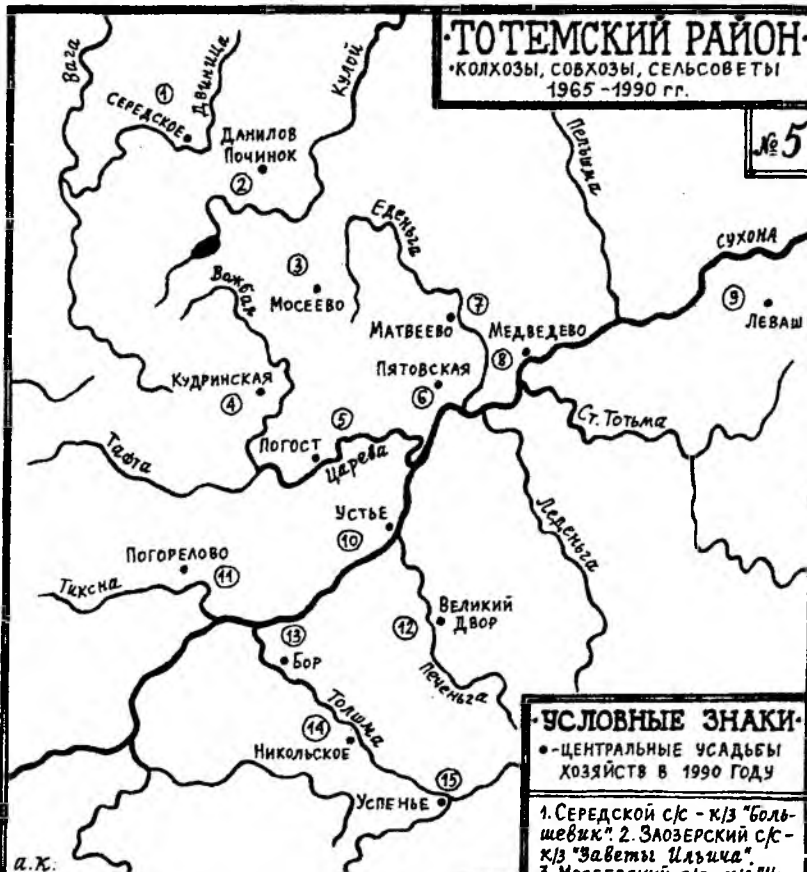 ·ТОТЕМСКИЙ РАЙОН·
·КОЛХОЗЫ, СОВХОЗЫ, СЕЛЬСОВЕТЫ
1965-1990 гг.
№5
Вага
①
СЕРЕДСКОЕ
Двиница
Кулой
ДАНИЛОВ
ПОЧИНОК
②
Пельшма
Еденьга
СУХОНА
③
МОСЕЕВО
Важбал
⑦
МАТВЕЕВО
МЕДВЕДЕВО
⑧
⑨
ЛЕВАШ
КУДРИНСКАЯ
④
ПЯТОВСКАЯ
⑥
Ст. Тотьма
⑤
ПОГОСТ
Царева
Тафта
УСТЬЕ
⑩
Леденьга
ПОГОРЕЛОВО
⑪
Тиксна
ВЕЛИКИЙ
ДВОР
⑫
Печеньга
⑬
БОР
Толшма
⑭
НИКОЛЬСКОЕ
⑮
УСПЕНЬЕ
а.к.
·УСЛОВНЫЕ ЗНАКИ·
•-ЦЕНТРАЛЬНЫЕ УСАДЬБЫ
ХОЗЯЙСТВ В 1990 ГОДУ
1. СЕРЕДСКОЙ с/с - к/з "Боль-
шевик". 2. ЗАОЗЕРСКИЙ с/с -
к/з "Заветы Ильича".